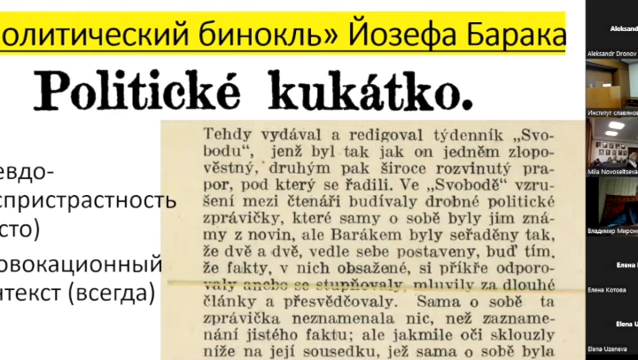 олитический бинокль» Йозефа Барака
Politické kukátko.
евдо-
спристрастность
сто)
овокационный
нтекст (всегда)
Tehdy vydával a redigoval týdenník „Svo-
bodu“, jenž byl tak jak on jedněm zlopo-
věstný, druhým pak široce rozvinutý pra-
por, pod který se řadili. Ve „Svobodě“ vzru-
šení mezi čtenáři budívaly drobné politické
zprávičky, které samy o sobě byly jim zná-
my z novin, ale Barákem byly seřaděny tak,
že dvě a dvě, vedle sebe postaveny, buď tím,
že fakty, v nich obsažené, si příkře odporo-
valy anebo se stupňovaly, mluvily za dlouhé
články a přesvědčovaly. Sama o sobě ta
zprávička neznamenala nic, než zazname-
nání jistého faktu; ale jakmile oči sklouzly
níže na její sousedku, jež sama o sobě byla
Aleksand
Aleksandr Dronov
Институт славянов
Mila Novoseltseva
Владимир Мирон
Елена К
Елена Котова
Elena U
Elena Uzeneva